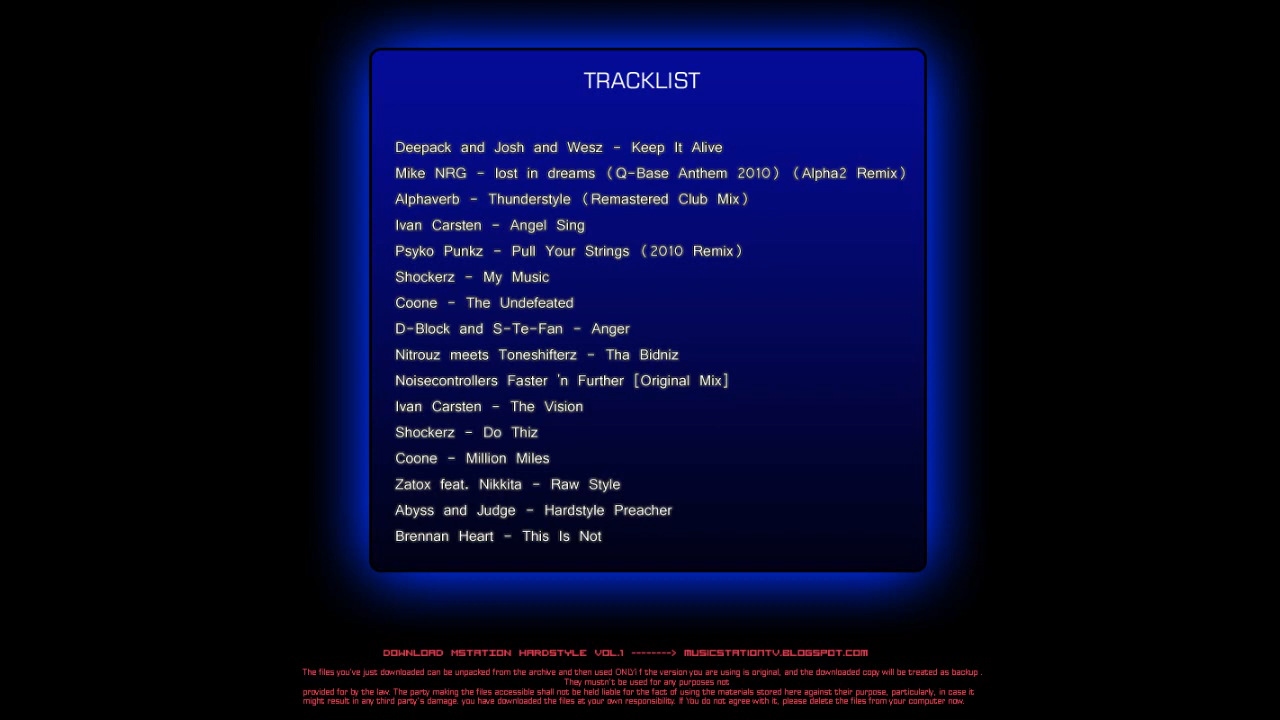 TRACKLIST
Deepack and Josh and Wesz - Keep It Alive
Mike NRG - lost in dreams (Q-Base Anthem 2010) (Alpha2 Remix)
Alphaverb - Thunderstyle (Remastered Club Mix)
Ivan Carsten - Angel Sing
Psyko Punkz - Pull Your Strings (2010 Remix)
Shockerz - My Music
Coone - The Undefeated
D-Block and S-Te-Fan - Anger
Nitrouz meets Toneshifterz - Tha Bidniz
Noisecontrollers Faster 'n Further [Original Mix]
Ivan Carsten - The Vision
Shockerz - Do Thiz
Coone - Million Miles
Zatox feat. Nikkita - Raw Style
Abyss and Judge - Hardstyle Preacher
Brennan Heart - This Is Not
DOWNLOAD MSTATION HARDSTYLE VOL.1 --------> MUSICSTATIONTV.BLOGSPOT.COM
The files you've just downloaded can be unpacked from the archive and then used if the version you are using is original, and the downloaded copy will be treated as backup .
They mustn't be used for any purposes not
provided for by the law. The party making the files accessible shall not be held liable for the fact of using the materials stored here against their purpose, particularly, in case it
might result in any third party's damage. you have downloaded the files at your own responsibility. If You do not agree with it, please delete the files from your computer now.